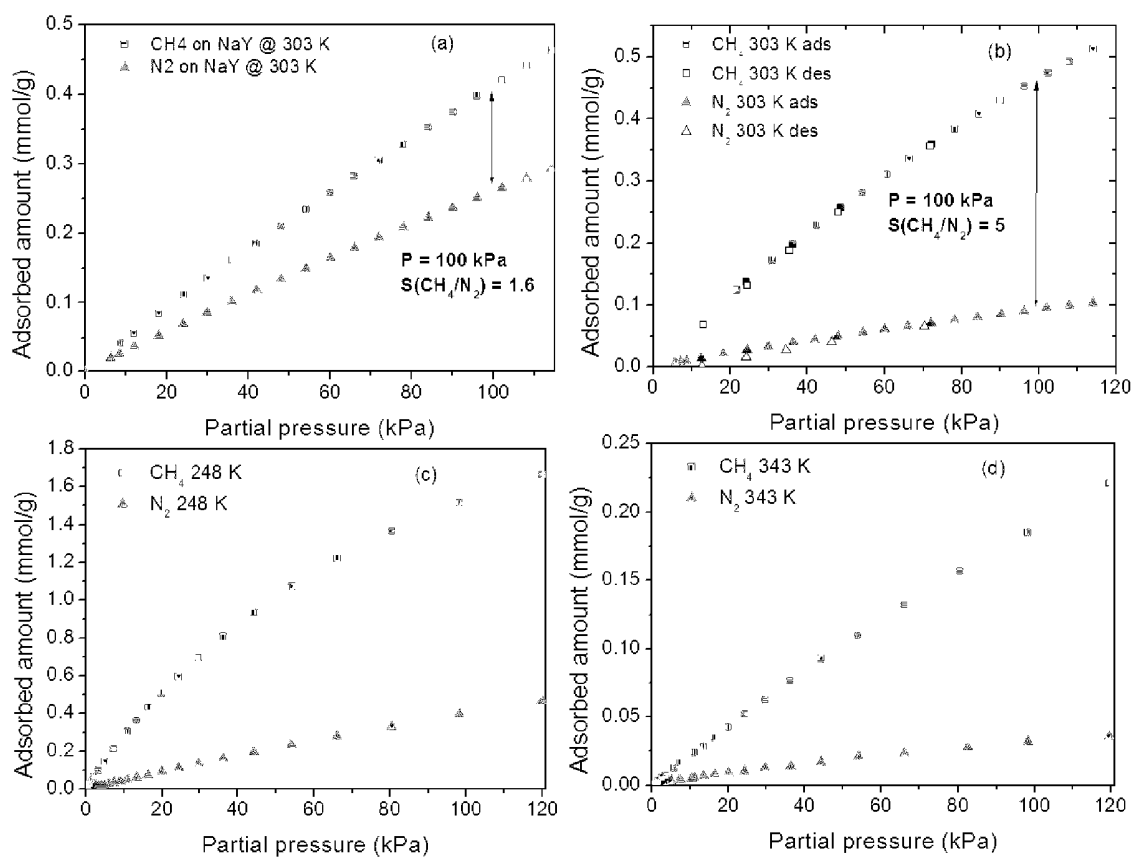 CH4 on NaY @ 303 K
N2 on NaY @ 303 K
(a)
P = 100 kPa
S(CH₄/N₂) = 1.6
0.5
0.4
0.3
0.2
0.1
0.0
0 20 40 60 80 100
Adsorbed amount (mmol/g)
Partial pressure (kPa)
CH₄ 303 K ads
CH₄ 303 K des
N₂ 303 K ads
N₂ 303 K des
(b)
P = 100 kPa
S(CH₄/N₂) = 5
0.5
0.4
0.3
0.2
0.1
0.0
0 20 40 60 80 100 120
Adsorbed amount (mmol/g)
Partial pressure (kPa)
CH₄ 248 K
N₂ 248 K
(c)
1.8
1.6
1.4
1.2
1.0
0.8
0.6
0.4
0.2
0.0
0 20 40 60 80 100 120
Adsorbed amount (mmol/g)
Partial pressure (kPa)
CH₄ 343 K
N₂ 343 K
(d)
0.25
0.20
0.15
0.10
0.05
0.00
0 20 40 60 80 100 120
Adsorbed amount (mmol/g)
Partial pressure (kPa)